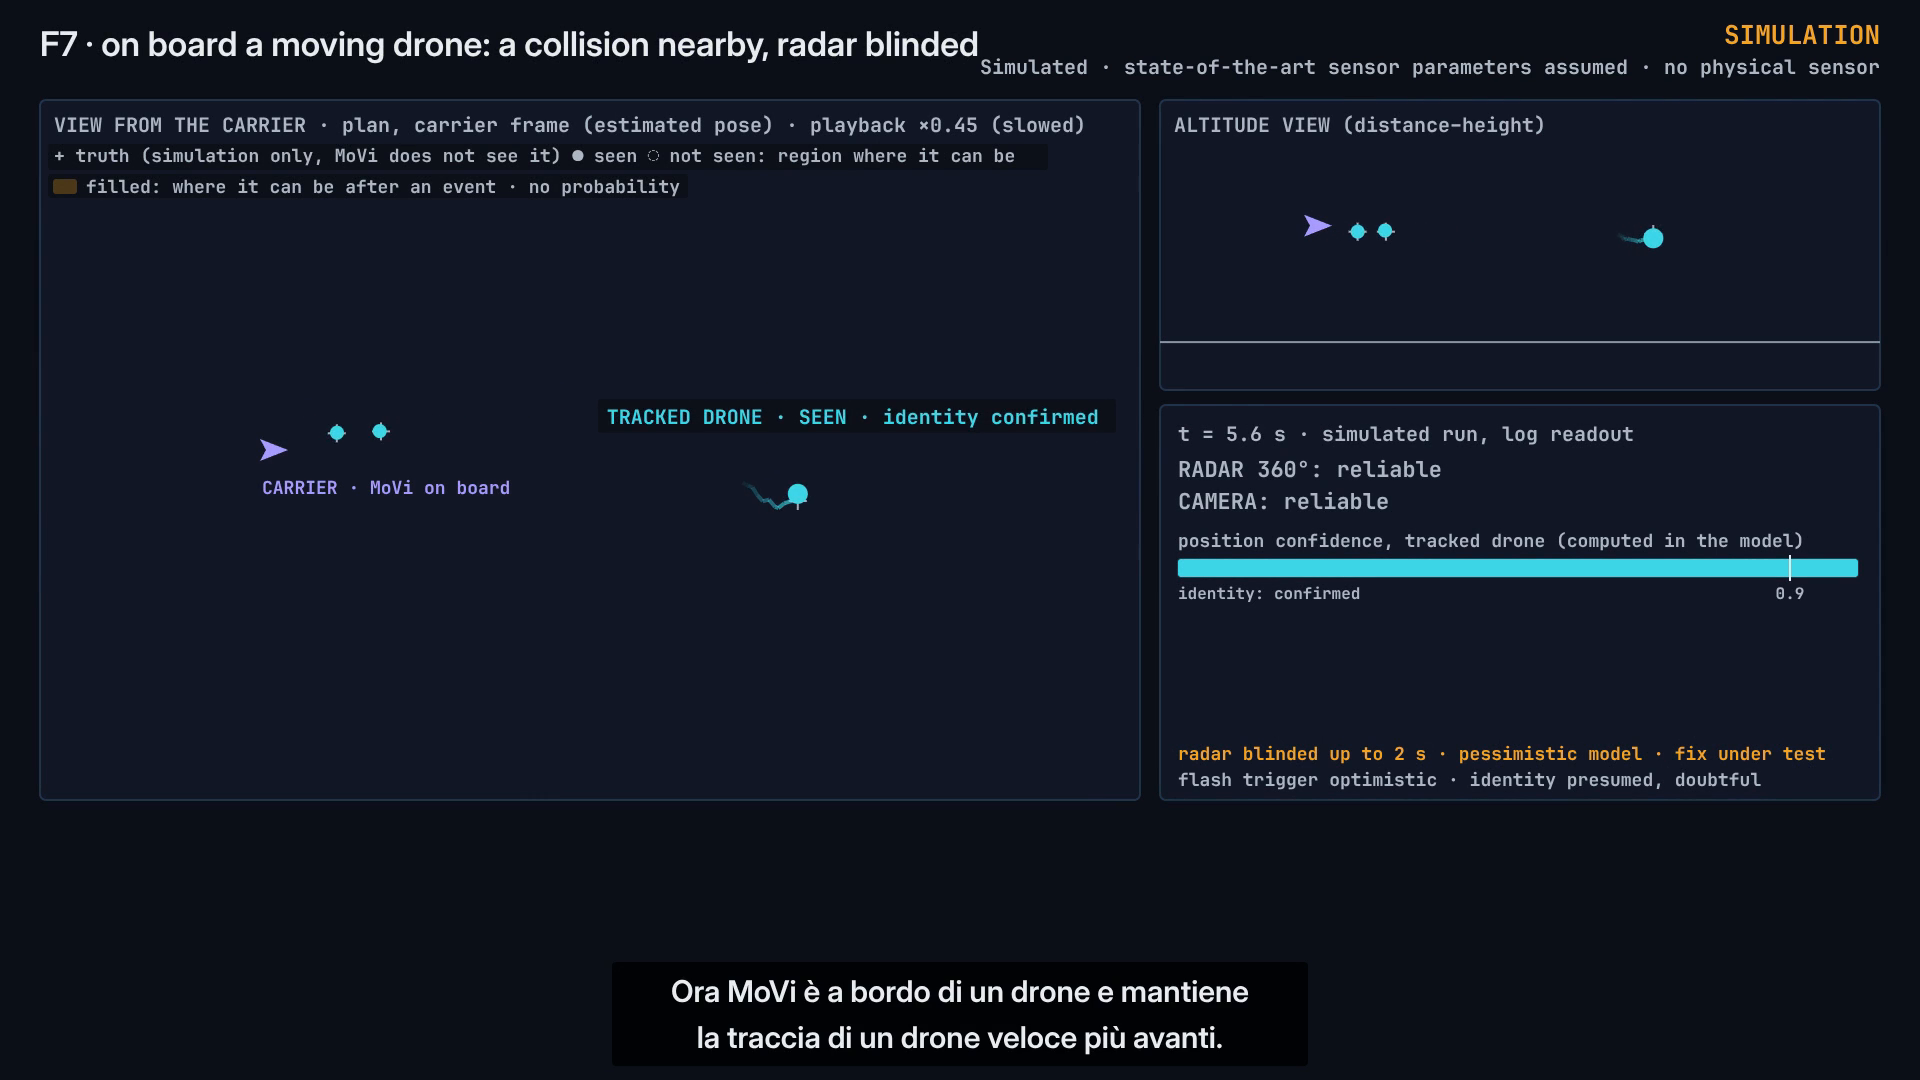 F7 · on board a moving drone: a collision nearby, radar blinded
SIMULATION
Simulated · state-of-the-art sensor parameters assumed · no physical sensor
VIEW FROM THE CARRIER · plan, carrier frame (estimated pose) · playback ×0.45 (slowed)
+ truth (simulation only, MoVi does not see it) ● seen ◌ not seen: region where it can be
filled: where it can be after an event · no probability
TRACKED DRONE · SEEN · identity confirmed
CARRIER · MoVi on board
ALTITUDE VIEW (distance-height)
t = 5.6 s · simulated run, log readout
RADAR 360°: reliable
CAMERA: reliable
position confidence, tracked drone (computed in the model)
identity: confirmed
0.9
radar blinded up to 2 s · pessimistic model · fix under test
flash trigger optimistic · identity presumed, doubtful
Ora MoVi è a bordo di un drone e mantiene
la traccia di un drone veloce più avanti.